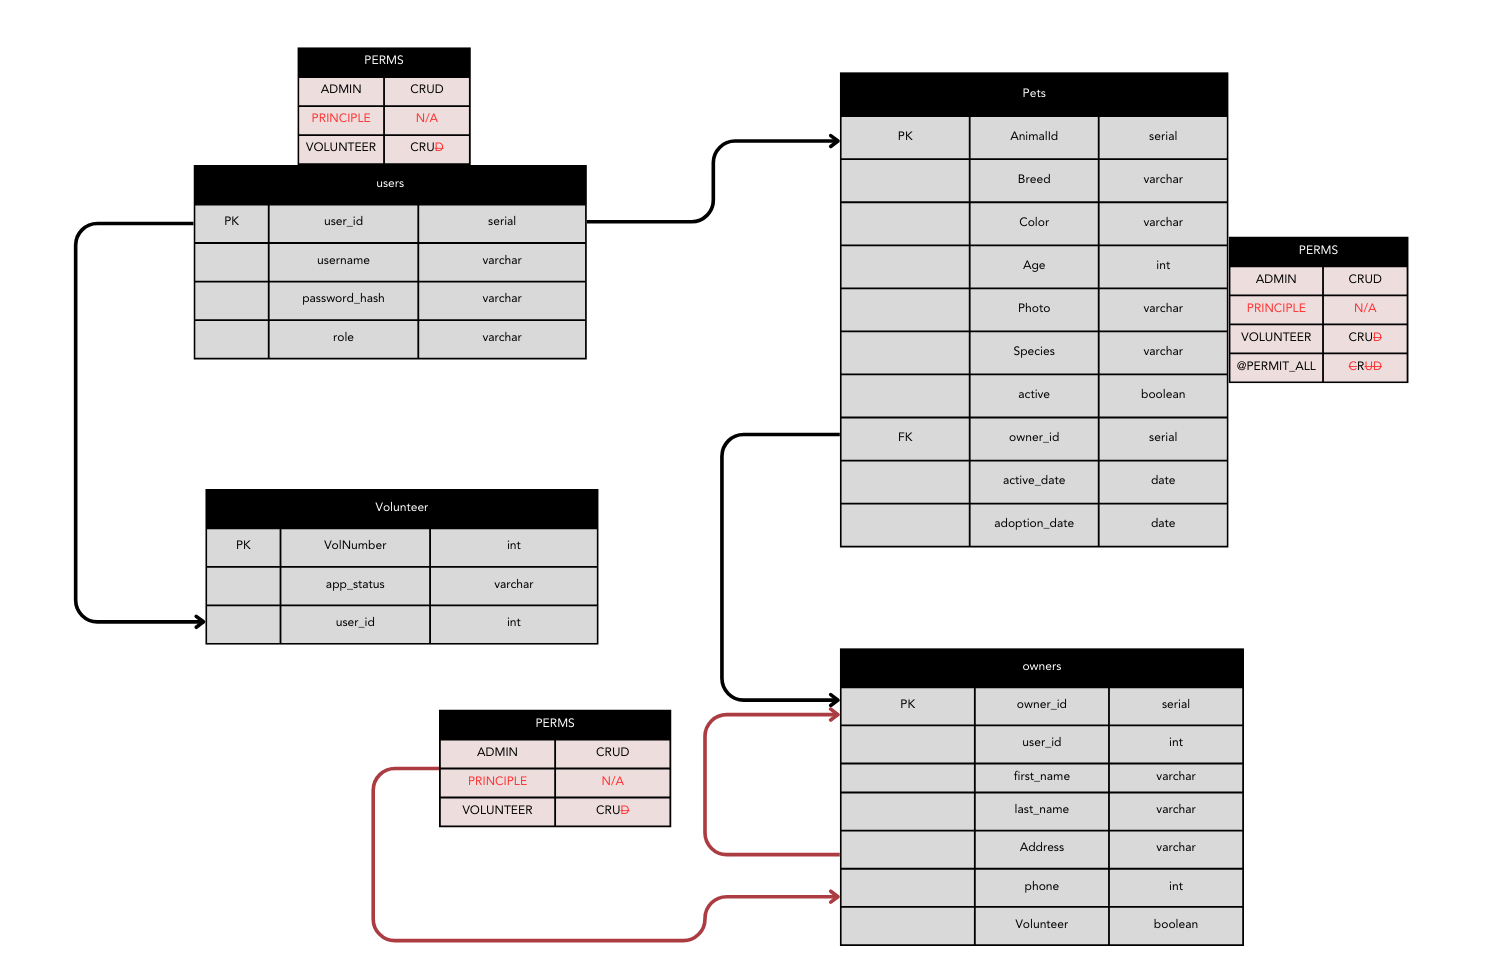 PERMS
ADMIN CRUD
PRINCIPLE N/A
VOLUNTEER CRUD
users
PK user_id serial
username varchar
password_hash varchar
role varchar
Pets
PK AnimalId serial
Breed varchar
Color varchar
Age int
Photo varchar
Species varchar
active boolean
FK owner_id serial
active_date date
adoption_date date
PERMS
ADMIN CRUD
PRINCIPLE N/A
VOLUNTEER CRUD
@PERMIT_ALL CRUD
Volunteer
PK VolNumber int
app_status varchar
user_id int
PERMS
ADMIN CRUD
PRINCIPLE N/A
VOLUNTEER CRUD
owners
PK owner_id serial
user_id int
first_name varchar
last_name varchar
Address varchar
phone int
Volunteer boolean